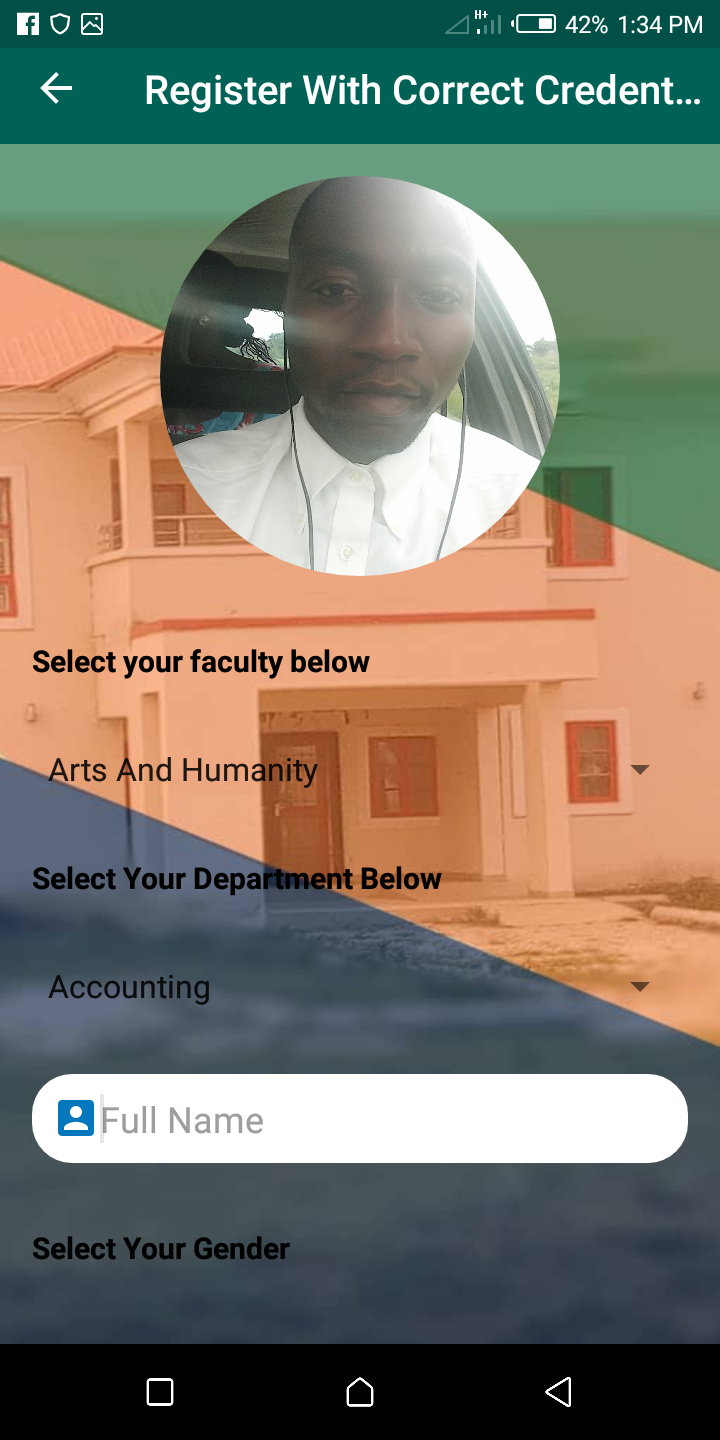 H+ 42% 1:34 PM
Register With Correct Credent...
Select your faculty below
Arts And Humanity
Select Your Department Below
Accounting
Full Name
Select Your Gender